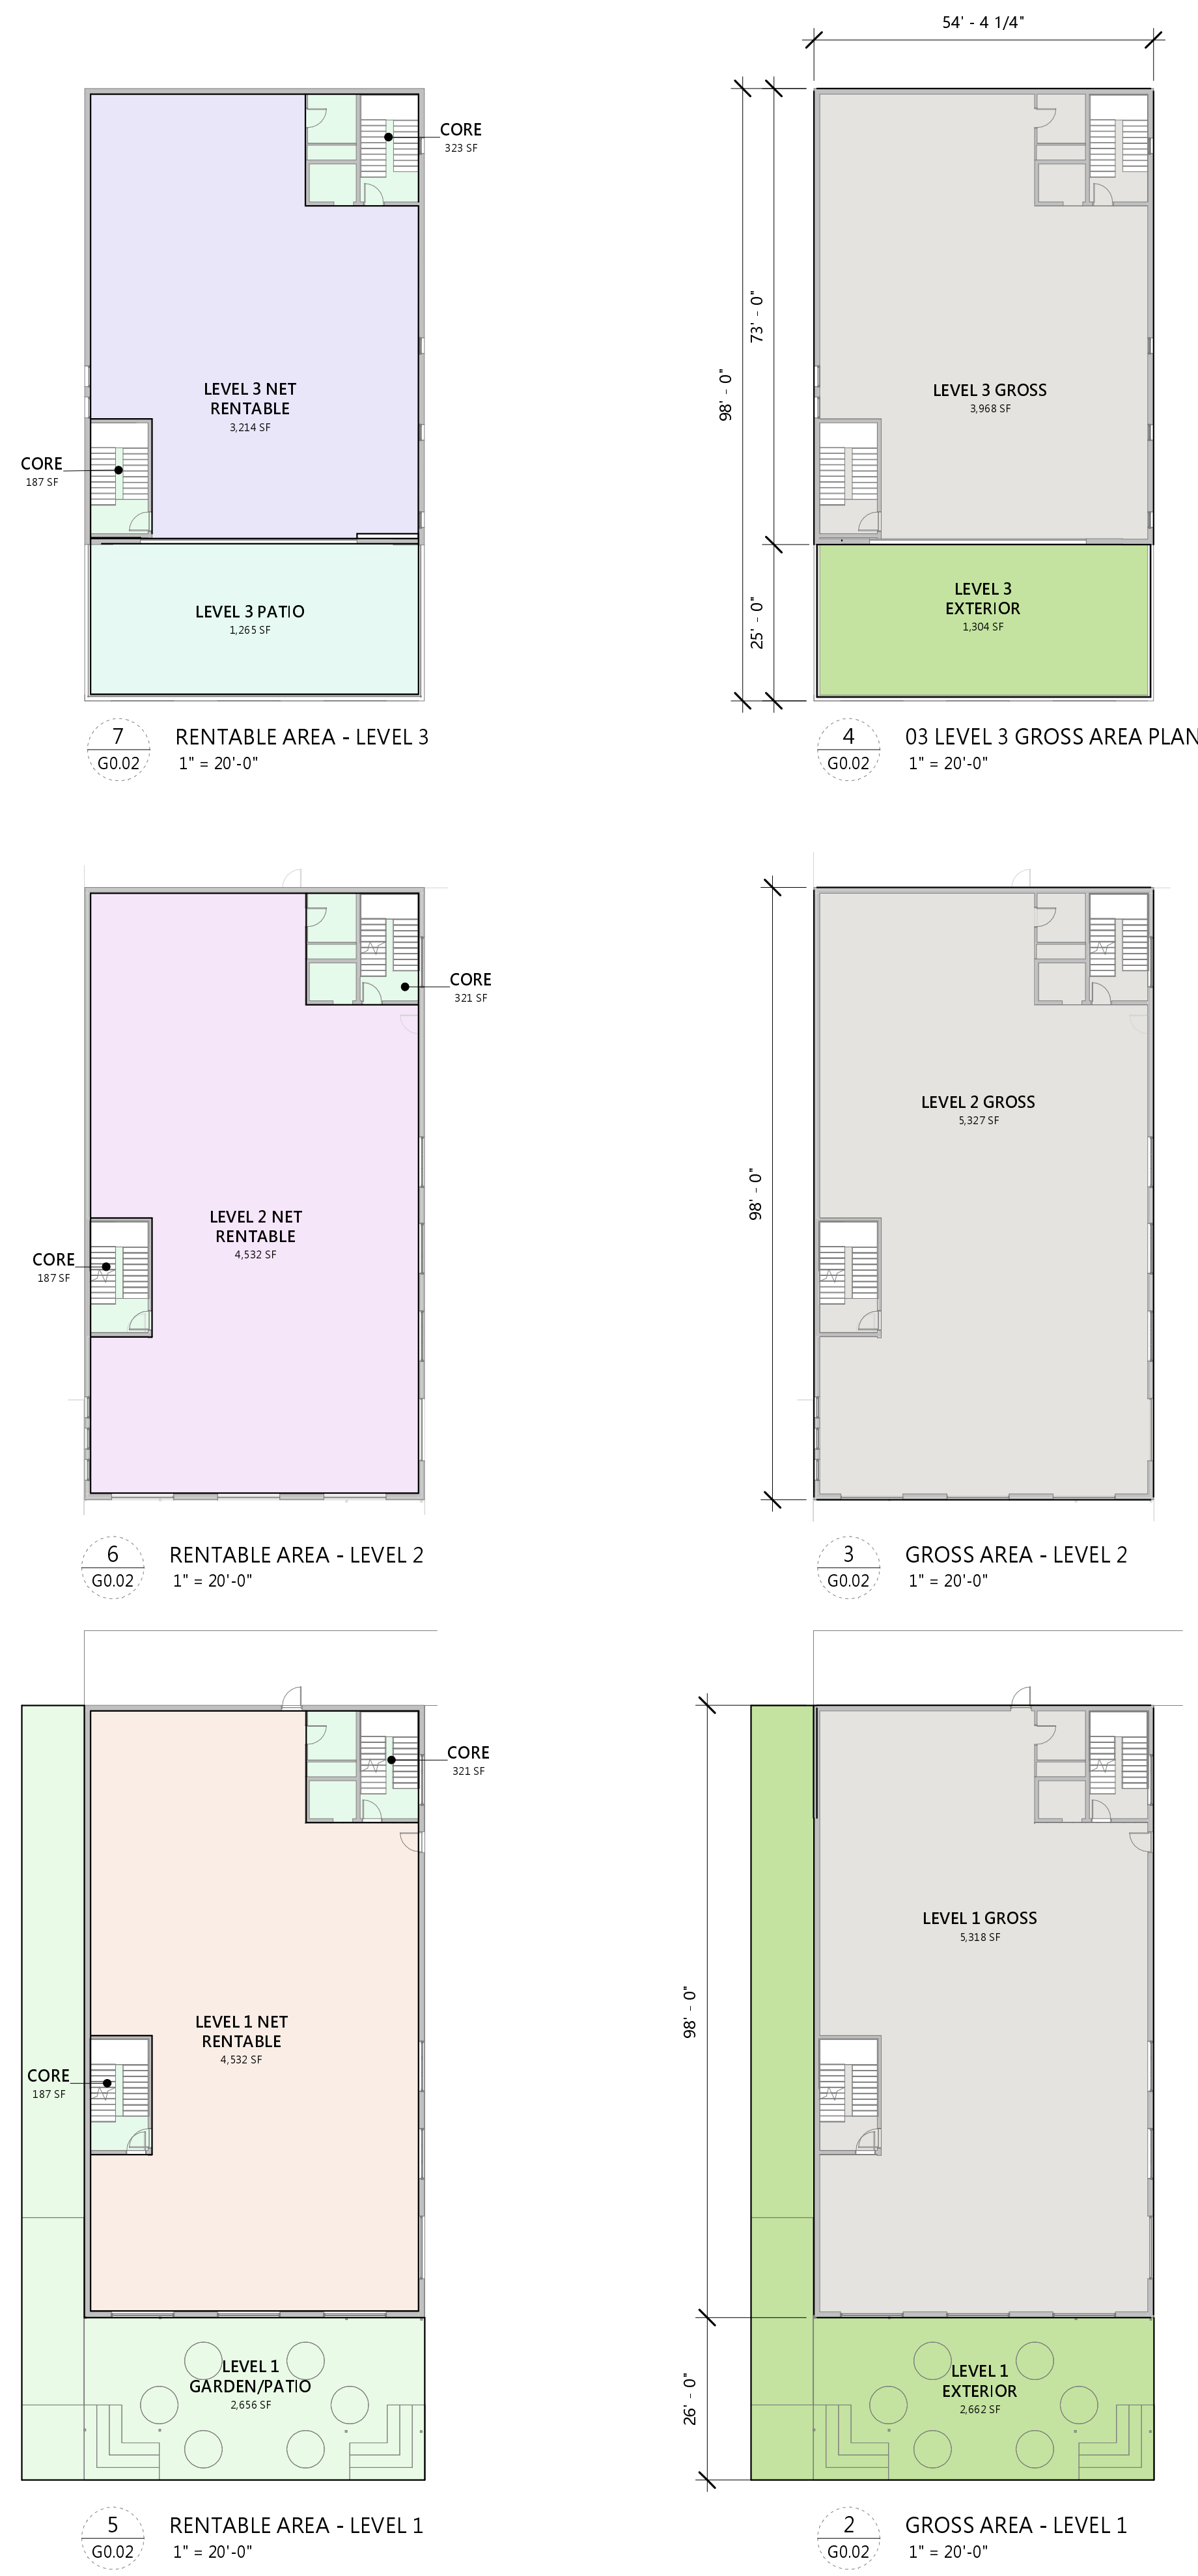 54' - 4 1/4"
CORE
323 SF
LEVEL 3 NET
RENTABLE
3,214 SF
CORE
187 SF
LEVEL 3 PATIO
1,265 SF
7
G0.02
RENTABLE AREA - LEVEL 3
1" = 20'-0"
98' - 0"
73' - 0"
25' - 0"
LEVEL 3 GROSS
3,968 SF
LEVEL 3
EXTERIOR
1,304 SF
4
G0.02
03 LEVEL 3 GROSS AREA PLAN
1" = 20'-0"
CORE
321 SF
LEVEL 2 NET
RENTABLE
4,532 SF
CORE
187 SF
6
G0.02
RENTABLE AREA - LEVEL 2
1" = 20'-0"
98' - 0"
LEVEL 2 GROSS
5,327 SF
3
G0.02
GROSS AREA - LEVEL 2
1" = 20'-0"
CORE
321 SF
LEVEL 1 NET
RENTABLE
4,532 SF
CORE
187 SF
LEVEL 1
GARDEN/PATIO
2,656 SF
5
G0.02
RENTABLE AREA - LEVEL 1
1" = 20'-0"
98' - 0"
26' - 0"
LEVEL 1 GROSS
5,318 SF
LEVEL 1
EXTERIOR
2,662 SF
2
G0.02
GROSS AREA - LEVEL 1
1" = 20'-0"